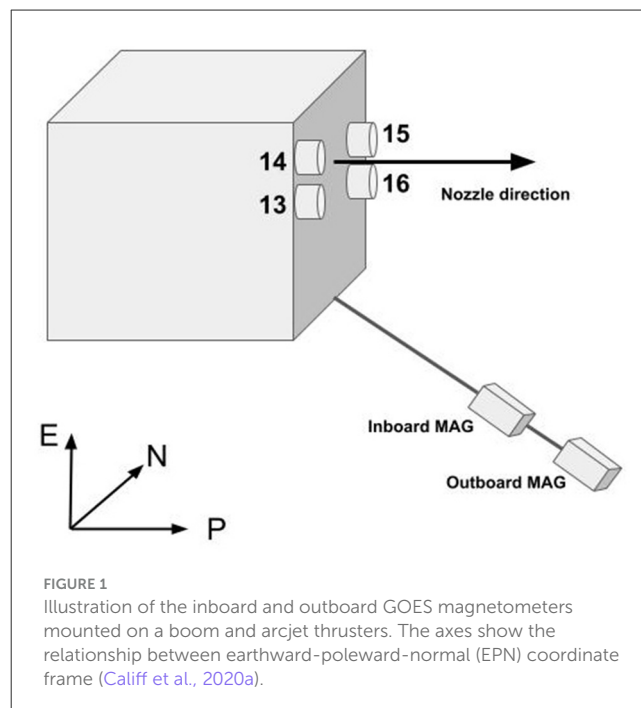 15
14
16
Nozzle direction
13
Inboard MAG
Outboard MAG
E
N
P
FIGURE 1
Illustration of the inboard and outboard GOES magnetometers
mounted on a boom and arcjet thrusters. The axes show the
relationship between earthward-poleward-normal (EPN) coordinate
frame (Califf et al., 2020a).